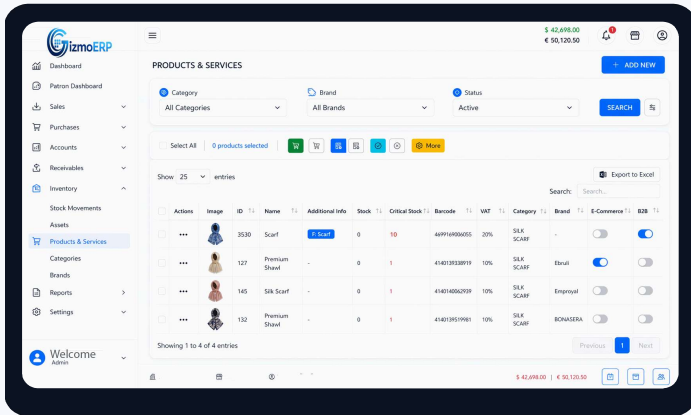 GizmoERP
$ 42,698.00
€ 50,120.50
1
Dashboard
Patron Dashboard
Sales
Purchases
Accounts
Receivables
Inventory
Stock Movements
Assets
Products & Services
Categories
Brands
Reports
Settings
Welcome
Admin
PRODUCTS & SERVICES
+ ADD NEW
Category
All Categories
Brand
All Brands
Status
Active
SEARCH
Select All 0 products selected More
Export to Excel
Show 25 entries
Search: Search...
Actions Image ID Name Additional Info Stock Critical Stock Barcode VAT Category Brand E-Commerce B2B
••• 3530 Scarf F: Scarf 0 10 4699169006055 20% SILK SCARF -
••• 127 Premium Shawl - 0 1 4140139338919 10% SILK SCARF Ebruli
••• 145 Silk Scarf - 0 1 4140140062939 10% SILK SCARF Emproyal
••• 132 Premium Shawl - 0 1 4140139519981 10% SILK SCARF BONASERA
Showing 1 to 4 of 4 entries
Previous 1 Next
$ 42,698.00 | € 50,120.50